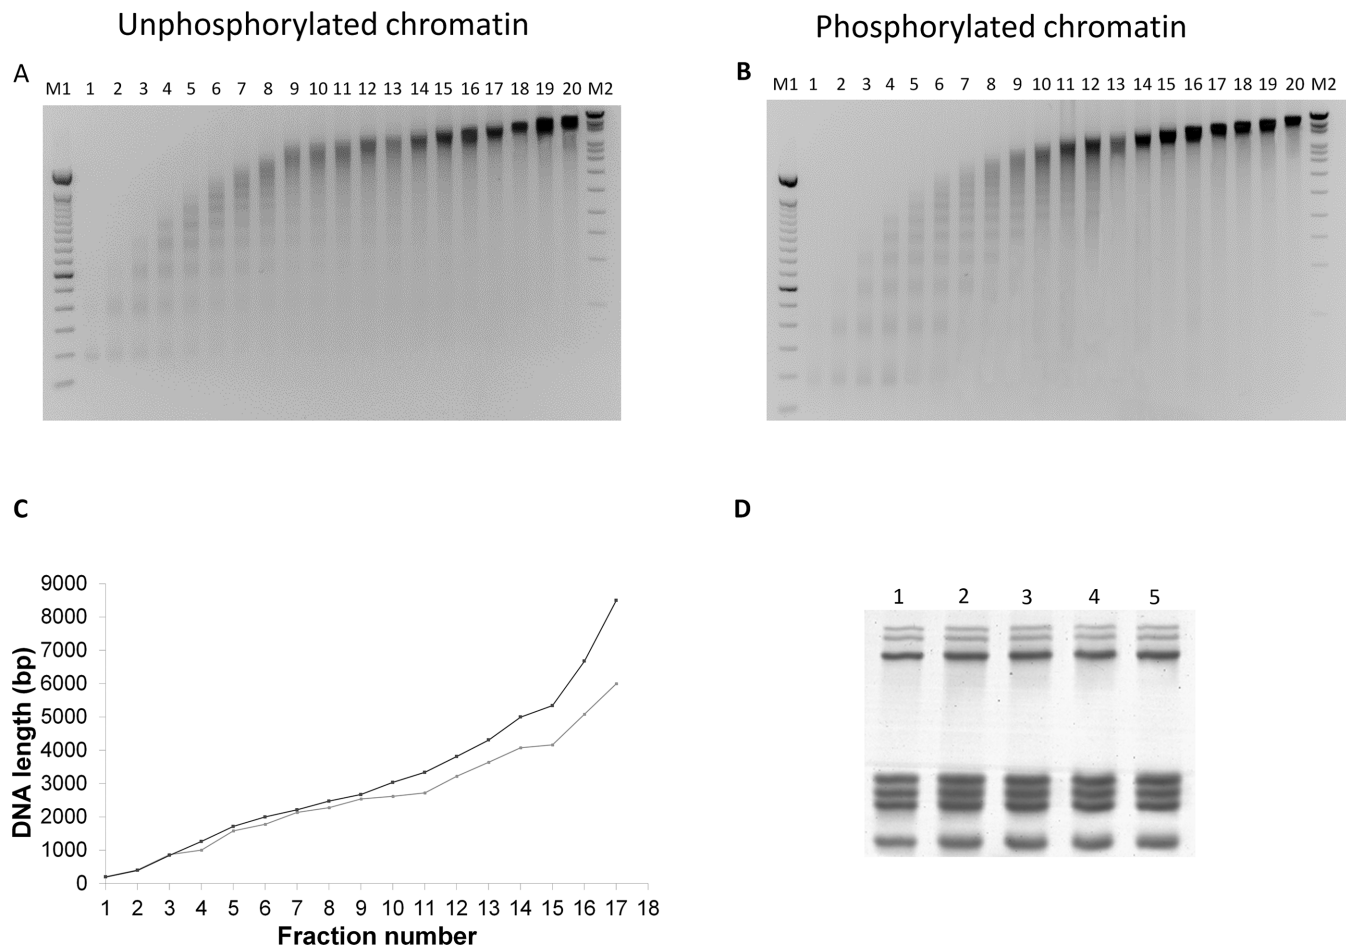 Unphosphorylated chromatin
Phosphorylated chromatin
A
M1 1 2 3 4 5 6 7 8 9 10 11 12 13 14 15 16 17 18 19 20 M2
B
M1 1 2 3 4 5 6 7 8 9 10 11 12 13 14 15 16 17 18 19 20 M2
C
DNA length (bp)
9000
8000
7000
6000
5000
4000
3000
2000
1000
0
1 2 3 4 5 6 7 8 9 10 11 12 13 14 15 16 17 18
Fraction number
D
1 2 3 4 5